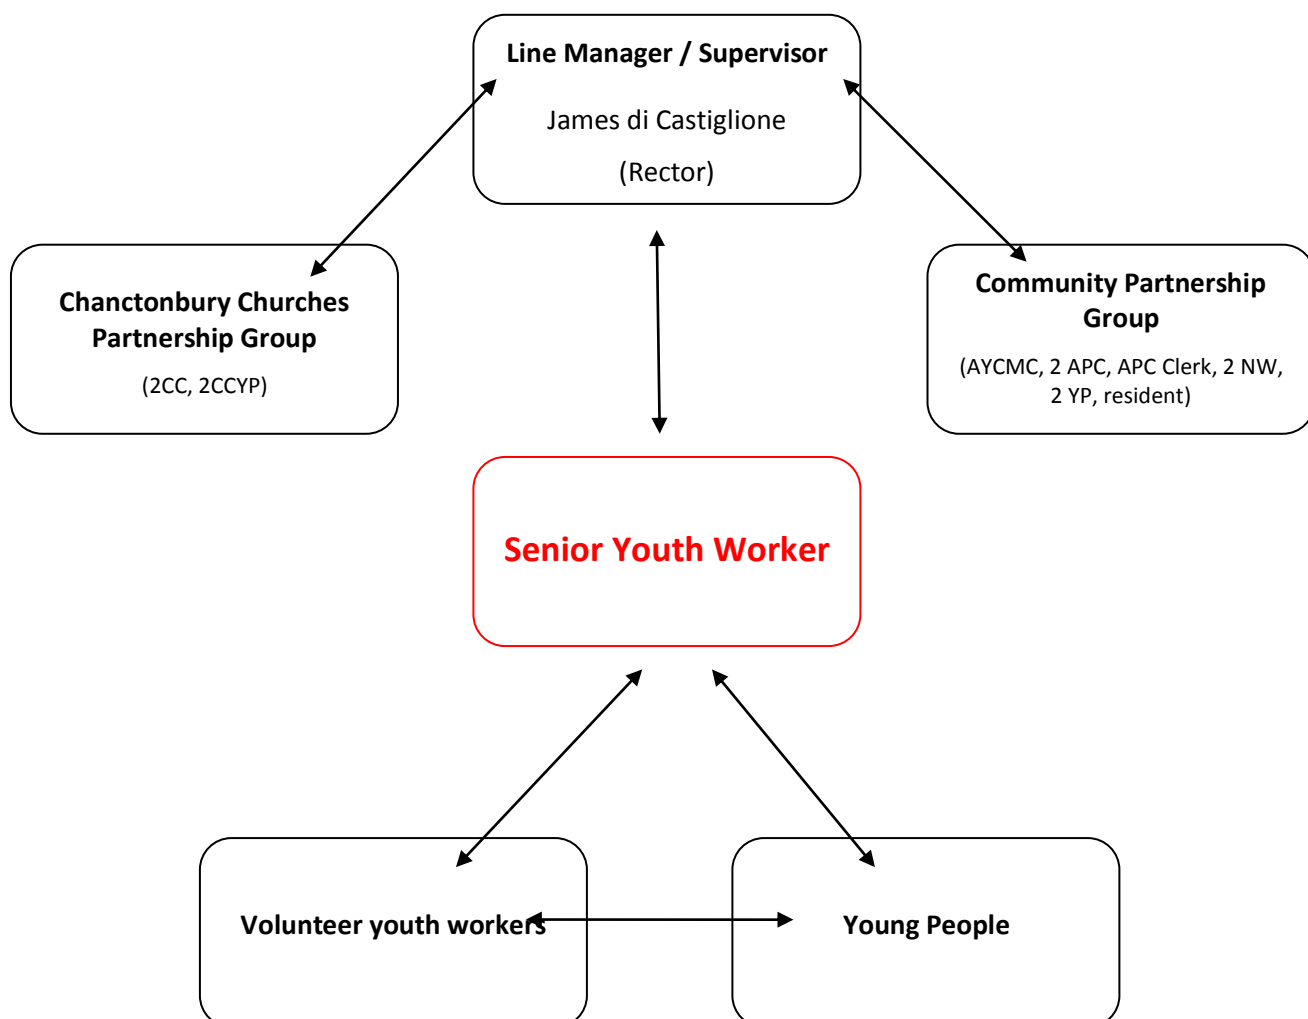 Line Manager / Supervisor
James di Castiglione
(Rector)
Chanctonbury Churches
Partnership Group
(2CC, 2CCYP)
Community Partnership
Group
(AYCMC, 2 APC, APC Clerk, 2 NW,
2 YP, resident)
Senior Youth Worker
Volunteer youth workers
Young People